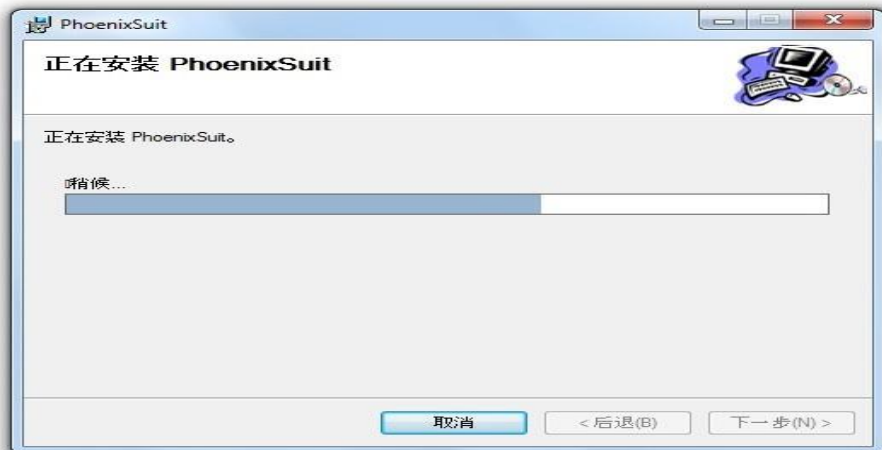 PhoenixSuit
正在安装 PhoenixSuit
正在安装 PhoenixSuit。
稍候...
取消
< 后退(B)
下一步(N) >